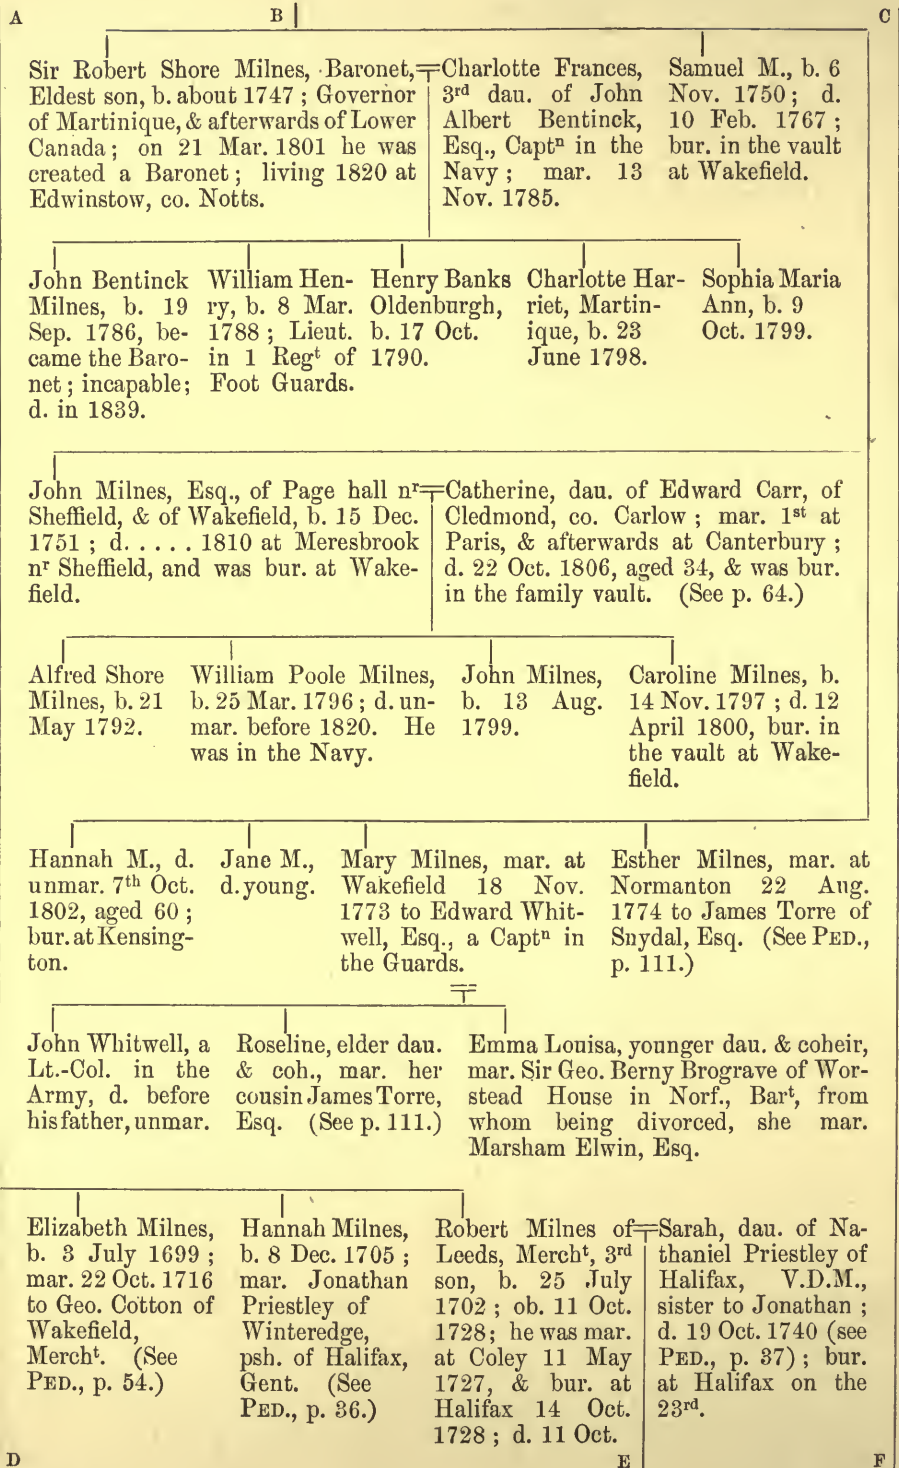 A B C
Sir Robert Shore Milnes, Baronet,
Eldest son, b. about 1747 ; Governor
of Martinique, & afterwards of Lower
Canada ; on 21 Mar. 1801 he was
created a Baronet ; living 1820 at
Edwinstow, co. Notts.
Charlotte Frances,
3rd dau. of John
Albert Bentinck,
Esq., Captn in the
Navy ; mar. 13
Nov. 1785.
Samuel M., b. 6
Nov. 1750 ; d.
10 Feb. 1767 ;
bur. in the vault
at Wakefield.
John Bentinck
Milnes, b. 19
Sep. 1786, be-
came the Baro-
net ; incapable ;
d. in 1839.
William Hen-
ry, b. 8 Mar.
1788 ; Lieut.
in 1 Regt of
Foot Guards.
Henry Banks
Oldenburgh,
b. 17 Oct.
1790.
Charlotte Har-
riet, Martin-
ique, b. 23
June 1798.
Sophia Maria
Ann, b. 9
Oct. 1799.
John Milnes, Esq., of Page hall nr
Sheffield, & of Wakefield, b. 15 Dec.
1751 ; d. . . . . 1810 at Meresbrook
nr Sheffield, and was bur. at Wake-
field.
Catherine, dau. of Edward Carr, of
Cledmond, co. Carlow ; mar. 1st at
Paris, & afterwards at Canterbury ;
d. 22 Oct. 1806, aged 34, & was bur.
in the family vault. (See p. 64.)
Alfred Shore
Milnes, b. 21
May 1792.
William Poole Milnes,
b. 25 Mar. 1796 ; d. un-
mar. before 1820. He
was in the Navy.
John Milnes,
b. 13 Aug.
1799.
Caroline Milnes, b.
14 Nov. 1797 ; d. 12
April 1800, bur. in
the vault at Wake-
field.
Hannah M., d.
unmar. 7th Oct.
1802, aged 60 ;
bur. at Kensing-
ton.
Jane M.,
d. young.
Mary Milnes, mar. at
Wakefield 18 Nov.
1773 to Edward Whit-
well, Esq., a Captn in
the Guards.
Esther Milnes, mar. at
Normanton 22 Aug.
1774 to James Torre of
Snydal, Esq. (See PED.,
p. 111.)
John Whitwell, a
Lt.-Col. in the
Army, d. before
his father, unmar.
Roseline, elder dau.
& coh., mar. her
cousin James Torre,
Esq. (See p. 111.)
Emma Louisa, younger dau. & coheir,
mar. Sir Geo. Berny Brograve of Wor-
stead House in Norf., Bart, from
whom being divorced, she mar.
Marsham Elwin, Esq.
Elizabeth Milnes,
b. 3 July 1699 ;
mar. 22 Oct. 1716
to Geo. Cotton of
Wakefield,
Mercht. (See
PED., p. 54.)
Hannah Milnes,
b. 8 Dec. 1705 ;
mar. Jonathan
Priestley of
Winteredge,
psh. of Halifax,
Gent. (See
PED., p. 36.)
Robert Milnes of
Leeds, Mercht, 3rd
son, b. 25 July
1702 ; ob. 11 Oct.
1728; he was mar.
at Coley 11 May
1727, & bur. at
Halifax 14 Oct.
1728 ; d. 11 Oct.
Sarah, dau. of Na-
thaniel Priestley of
Halifax, V.D.M.,
sister to Jonathan ;
d. 19 Oct. 1740 (see
PED., p. 37) ; bur.
at Halifax on the
23rd.
D E F